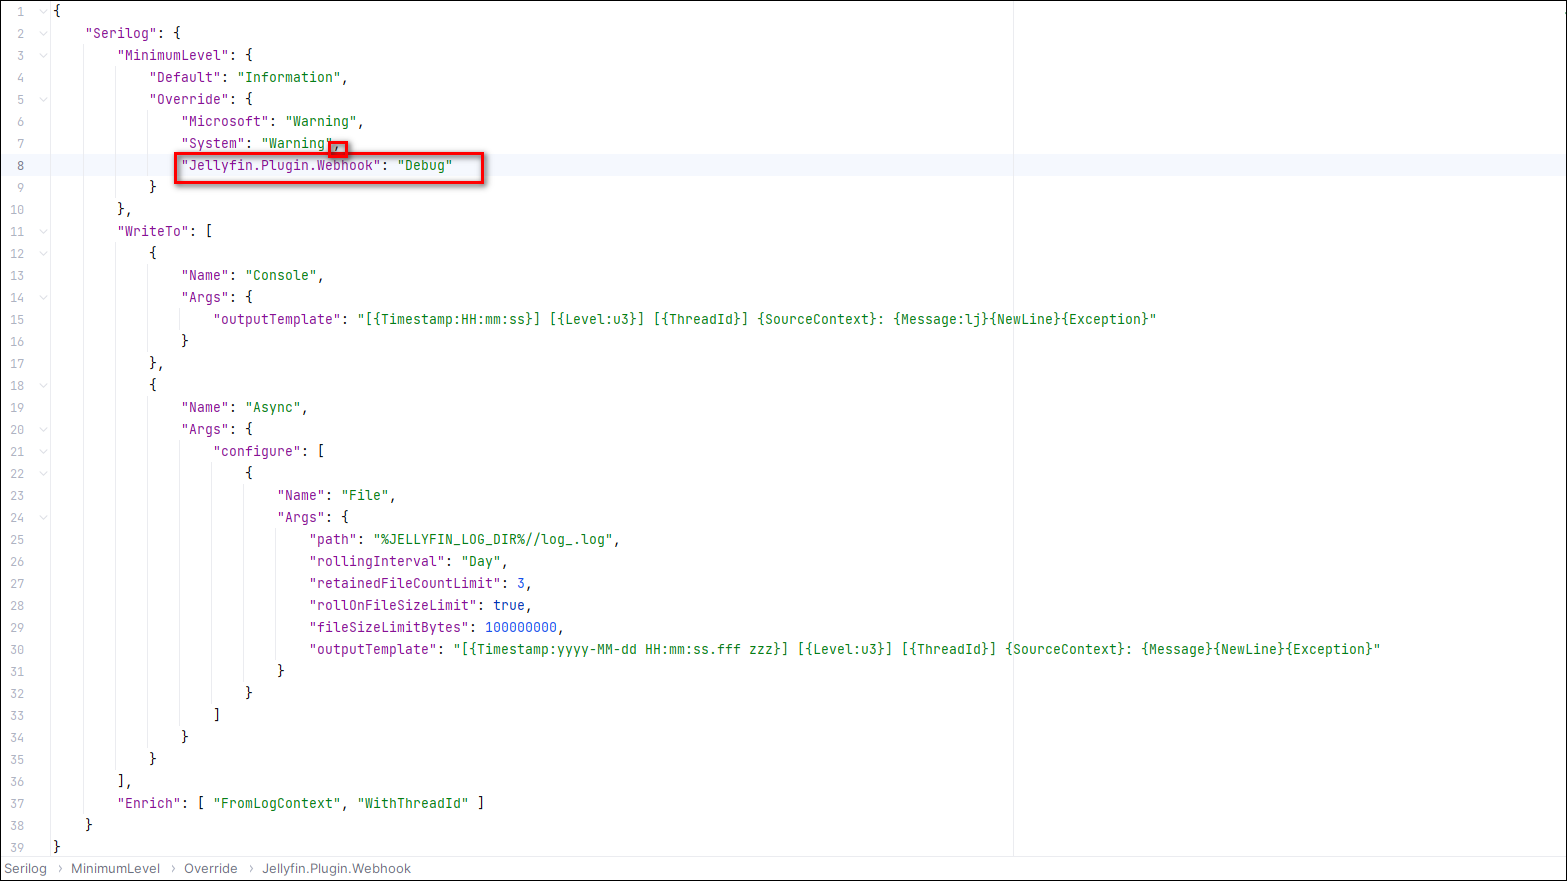 1 {
2     "Serilog": {
3         "MinimumLevel": {
4             "Default": "Information",
5             "Override": {
6                 "Microsoft": "Warning",
7                 "System": "Warning",
8                 "Jellyfin.Plugin.Webhook": "Debug"
9             }
10         },
11         "WriteTo": [
12             {
13                 "Name": "Console",
14                 "Args": {
15                     "outputTemplate": "[{Timestamp:HH:mm:ss}] [{Level:u3}] [{ThreadId}] {SourceContext}: {Message:lj}{NewLine}{Exception}"
16                 }
17             },
18             {
19                 "Name": "Async",
20                 "Args": {
21                     "configure": [
22                         {
23                             "Name": "File",
24                             "Args": {
25                                 "path": "%JELLYFIN_LOG_DIR%//log_.log",
26                                 "rollingInterval": "Day",
27                                 "retainedFileCountLimit": 3,
28                                 "rollOnFileSizeLimit": true,
29                                 "fileSizeLimitBytes": 100000000,
30                                 "outputTemplate": "[{Timestamp:yyyy-MM-dd HH:mm:ss.fff zzz}] [{Level:u3}] [{ThreadId}] {SourceContext}: {Message}{NewLine}{Exception}"
31                             }
32                         }
33                     ]
34                 }
35             }
36         ],
37         "Enrich": [ "FromLogContext", "WithThreadId" ]
38     }
39 }
Serilog › MinimumLevel › Override › Jellyfin.Plugin.Webhook